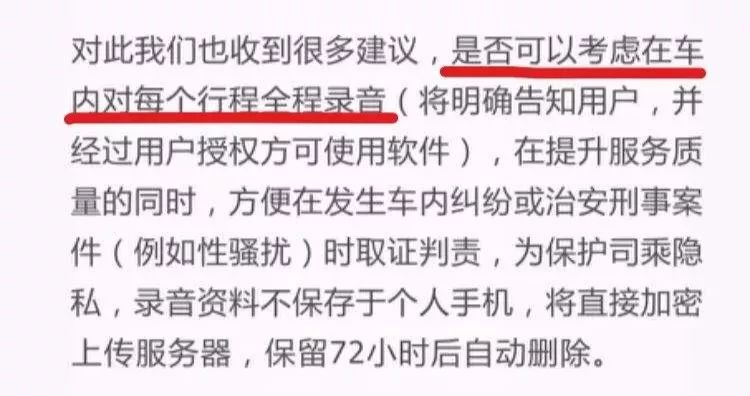 对此我们也收到很多建议，是否可以考虑在车
内对每个行程全程录音（将明确告知用户，并
经过用户授权方可使用软件），在提升服务质
量的同时，方便在发生车内纠纷或治安刑事案
件（例如性骚扰）时取证判责，为保护司乘隐
私，录音资料不保存于个人手机，将直接加密
上传服务器，保留72小时后自动删除。